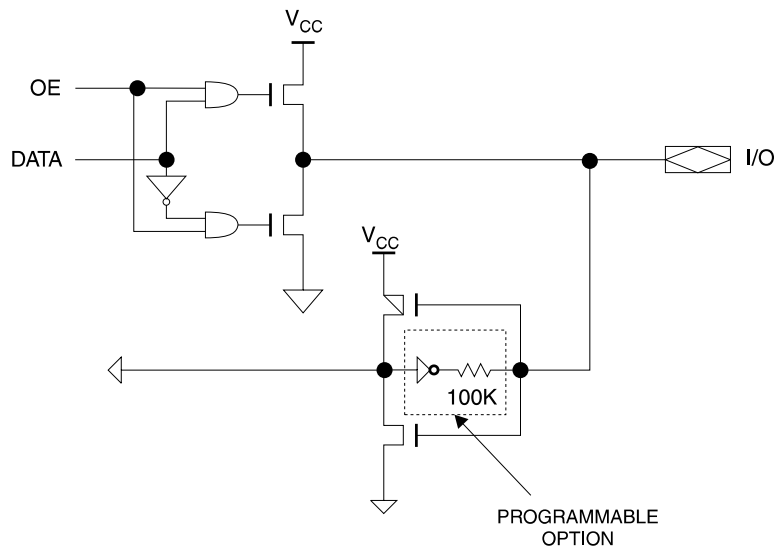 VCC
OE
DATA
I/O
VCC
100K
PROGRAMMABLE
OPTION